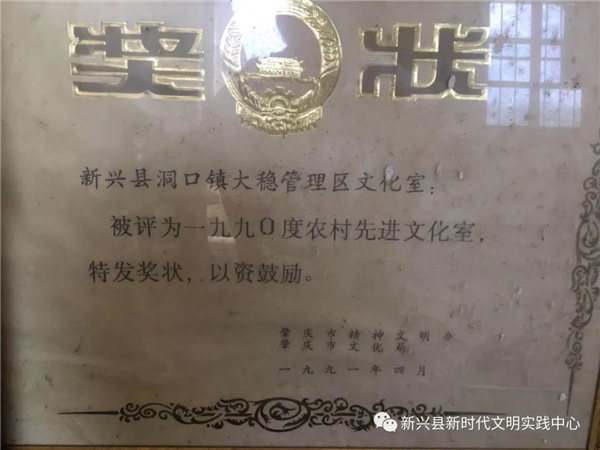 奖状
新兴县洞口镇大稳管理区文化室：
被评为一九九〇度农村先进文化室，
特发奖状，以资鼓励。
肇庆市精神文明办
肇庆市文化局
一九九一年四月
新兴县新时代文明实践中心